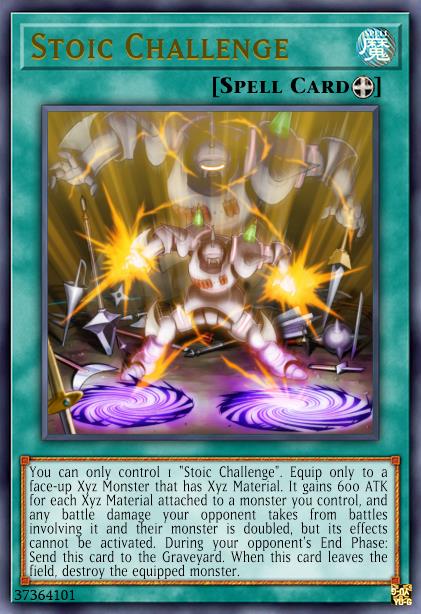 STOIC CHALLENGE
SPELL
魔
[SPELL CARD]
You can only control 1 "Stoic Challenge". Equip only to a
face-up Xyz Monster that has Xyz Material. It gains 600 ATK
for each Xyz Material attached to a monster you control, and
any battle damage your opponent takes from battles
involving it and their monster is doubled, but its effects
cannot be activated. During your opponent's End Phase:
Send this card to the Graveyard. When this card leaves the
field, destroy the equipped monster.
37364101